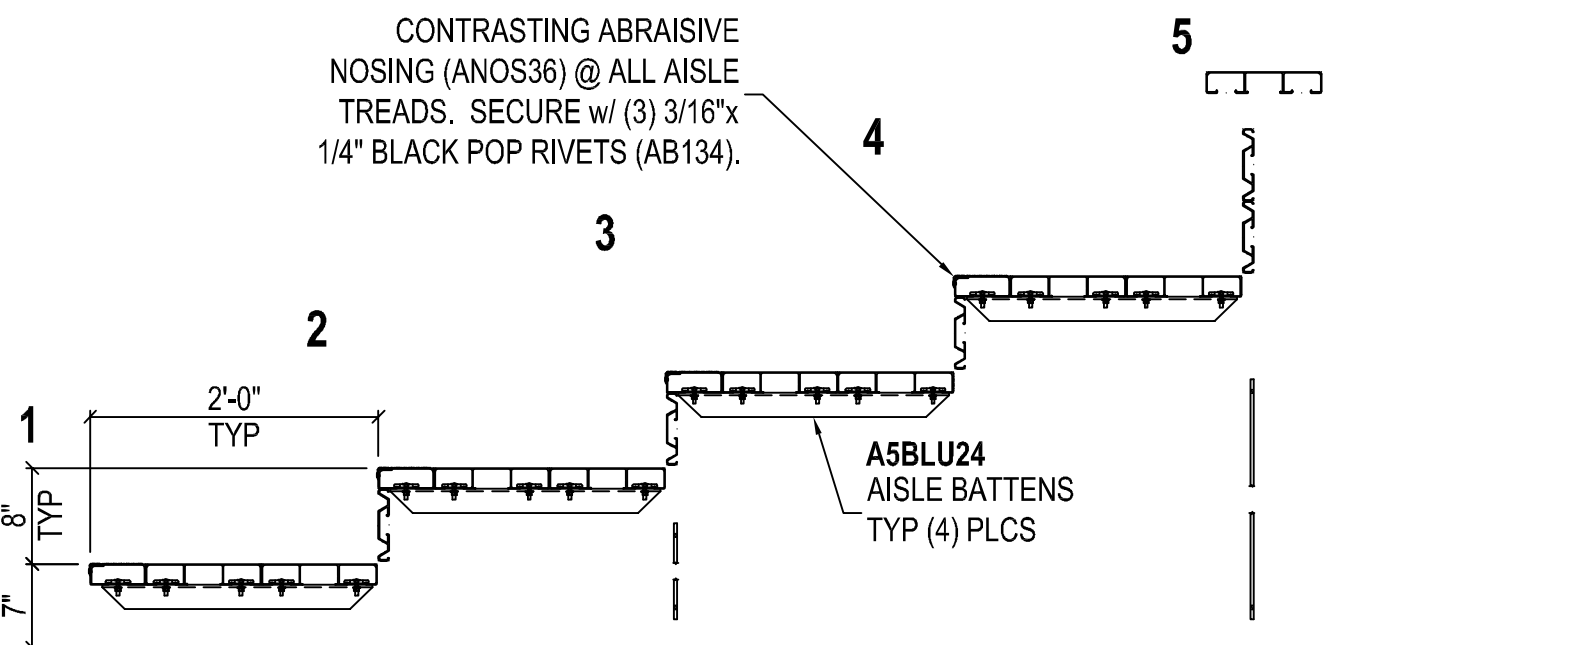 CONTRASTING ABRAISIVE
NOSING (ANOS36) @ ALL AISLE
TREADS. SECURE w/ (3) 3/16"x
1/4" BLACK POP RIVETS (AB134).
5
4
3
2
1
2'-0"
TYP
8"
TYP
7"
A5BLU24
AISLE BATTENS
TYP (4) PLCS